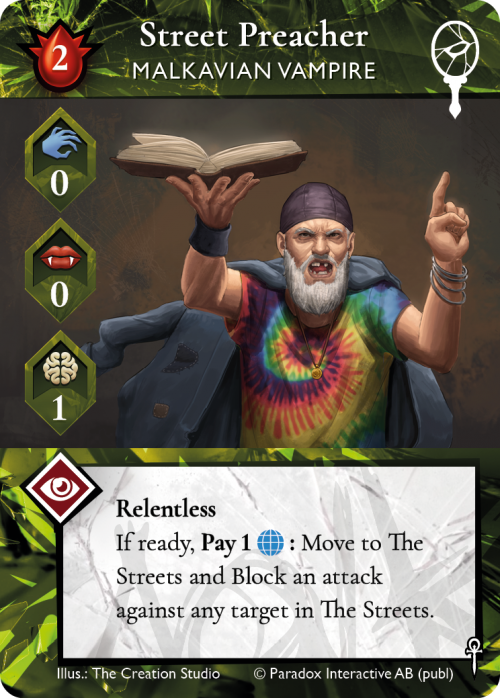 2
Street Preacher
MALKAVIAN VAMPIRE
0
0
1
Relentless
If ready, Pay 1 : Move to The
Streets and Block an attack
against any target in The Streets.
Illus.: The Creation Studio © Paradox Interactive AB (publ)